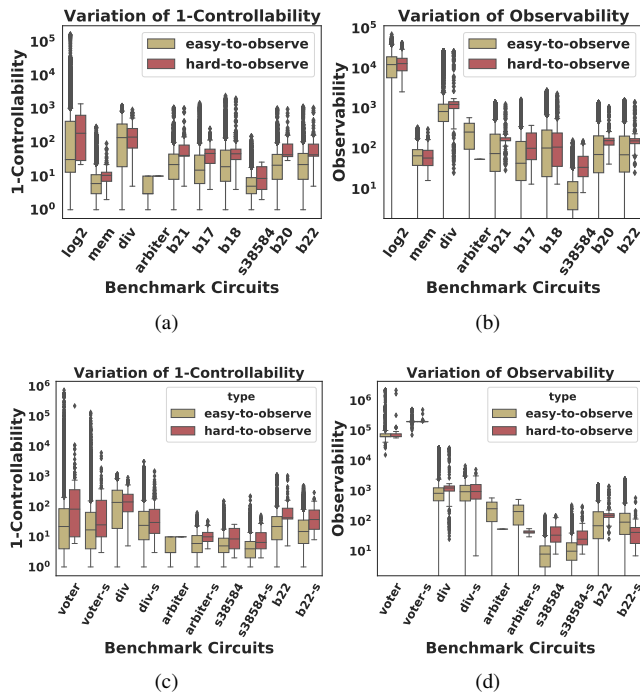 Variation of 1-Controllability
easy-to-observe
hard-to-observe
1-Controllability
10^5
10^4
10^3
10^2
10^1
10^0
log2
mem
div
arbiter
b21
b17
b18
s38584
b20
b22
Benchmark Circuits
(a)
Variation of Observability
easy-to-observe
hard-to-observe
Observability
10^5
10^4
10^3
10^2
10^1
log2
mem
div
arbiter
b21
b17
b18
s38584
b20
b22
Benchmark Circuits
(b)
Variation of 1-Controllability
type
easy-to-observe
hard-to-observe
1-Controllability
10^6
10^5
10^4
10^3
10^2
10^1
10^0
voter
voter-s
div
div-s
arbiter
arbiter-s
s38584
s38584-s
b22
b22-s
Benchmark Circuits
(c)
Variation of Observability
type
easy-to-observe
hard-to-observe
Observability
10^6
10^5
10^4
10^3
10^2
10^1
voter
voter-s
div
div-s
arbiter
arbiter-s
s38584
s38584-s
b22
b22-s
Benchmark Circuits
(d)